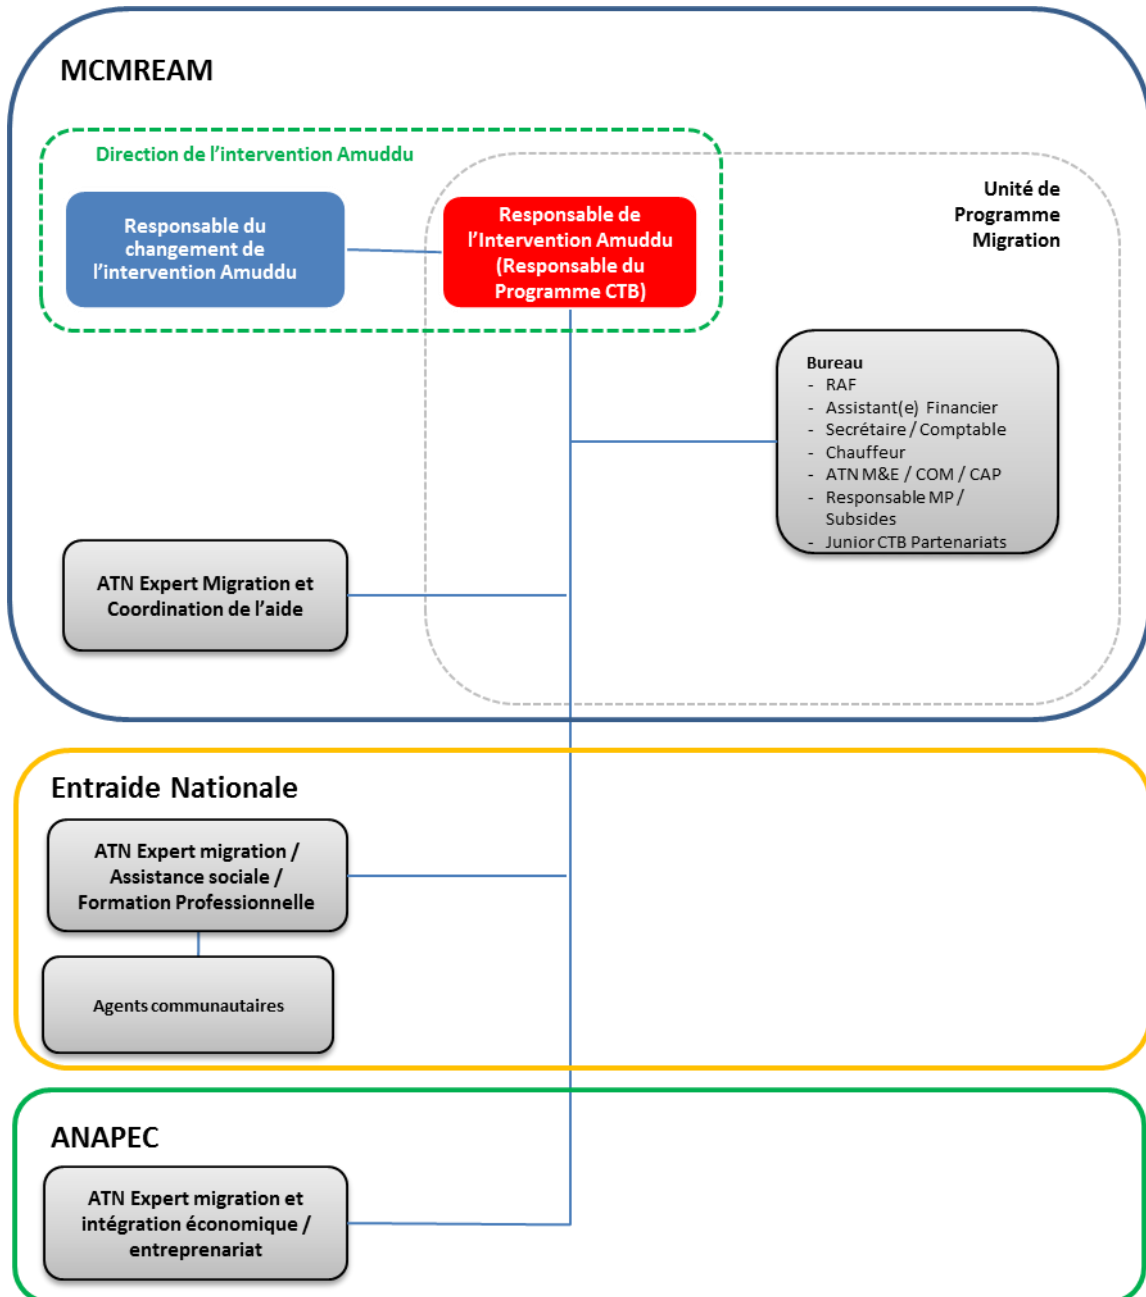 MCMREAM
Direction de l’intervention Amuddu
Responsable du
changement de
l’intervention Amuddu
Responsable de
l’Intervention Amuddu
(Responsable du
Programme CTB)
Unité de
Programme
Migration
Bureau
- RAF
- Assistant(e) Financier
- Secrétaire / Comptable
- Chauffeur
- ATN M&E / COM / CAP
- Responsable MP /
Subsides
- Junior CTB Partenariats
ATN Expert Migration et
Coordination de l’aide
Entraide Nationale
ATN Expert migration /
Assistance sociale /
Formation Professionnelle
Agents communautaires
ANAPEC
ATN Expert migration et
intégration économique /
entreprenariat